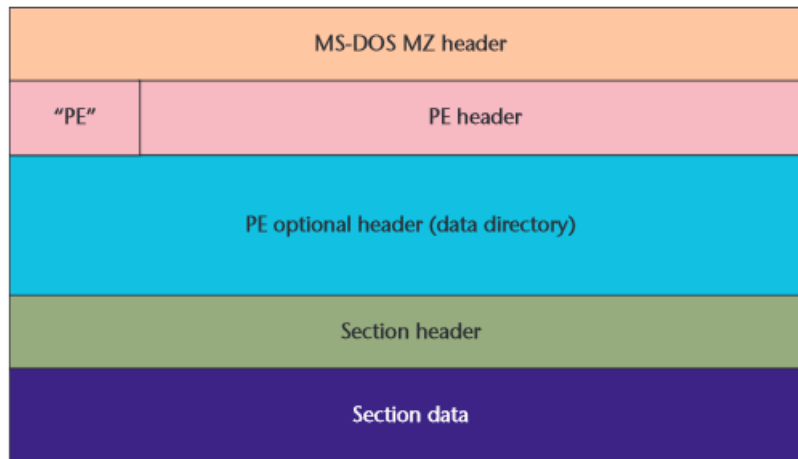 MS-DOS MZ header
“PE”
PE header
PE optional header (data directory)
Section header
Section data